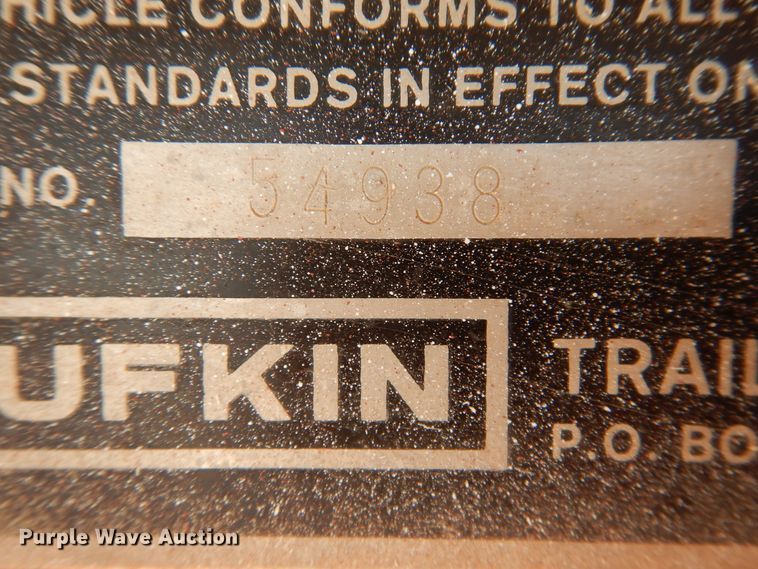 HICLE CONFORMS TO ALL
STANDARDS IN EFFECT ON
NO. 54938
UFKIN TRAIL
P.O. BO
Purple Wave Auction